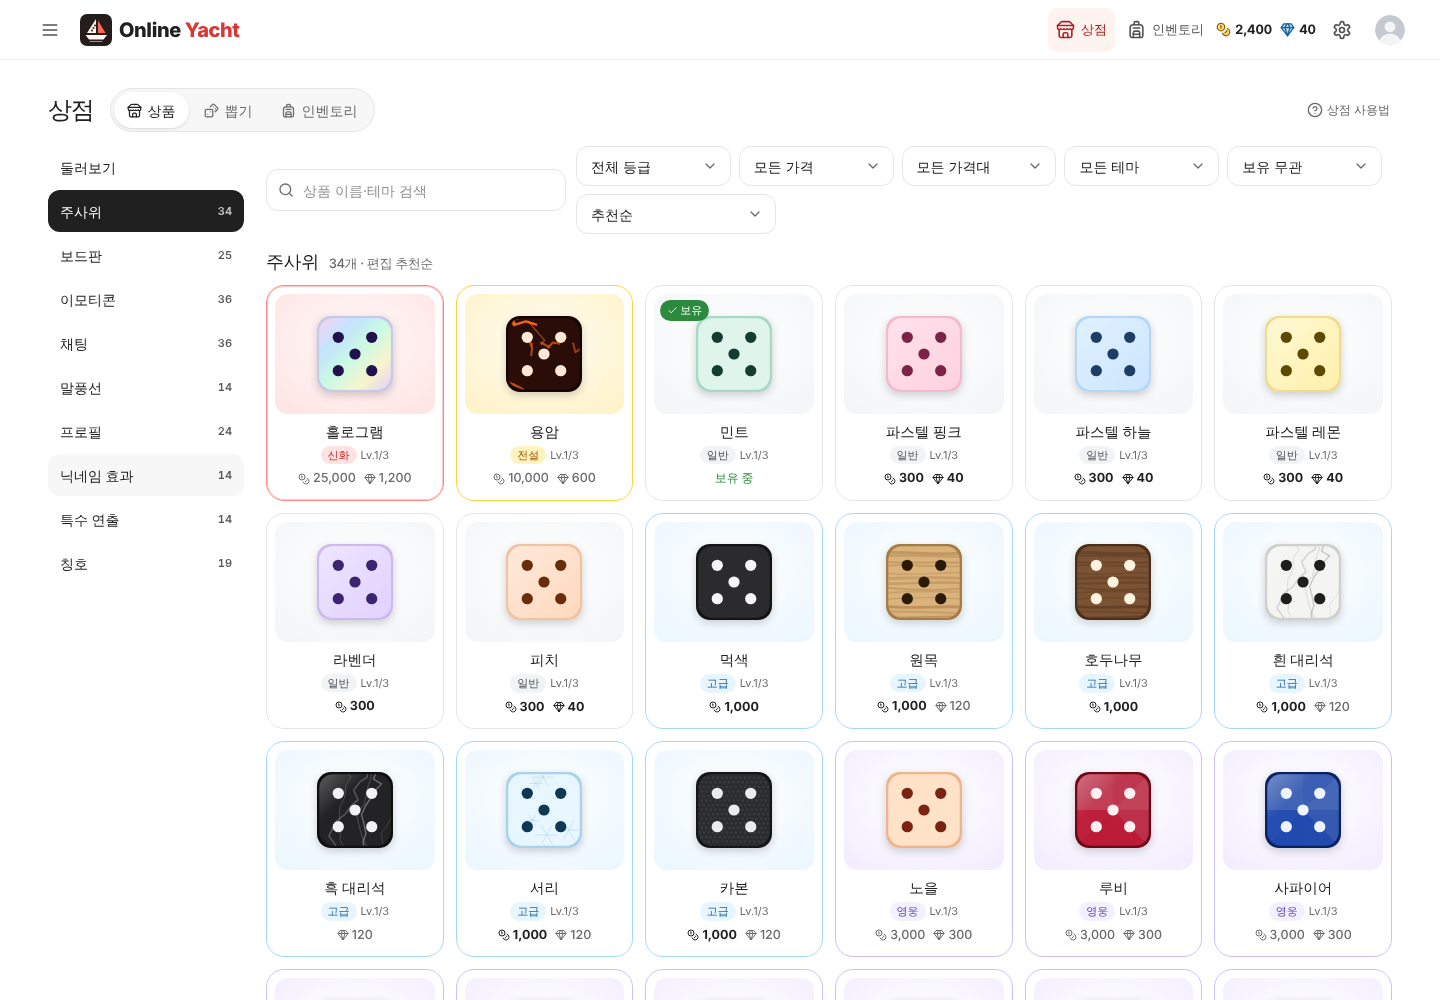 Online Yacht
상점
인벤토리
2,400
40
상점
상품
뽑기
인벤토리
상점 사용법
둘러보기
주사위 34
보드판 25
이모티콘 36
채팅 36
말풍선 14
프로필 24
닉네임 효과 14
특수 연출 14
칭호 19
상품 이름·테마 검색
전체 등급
모든 가격
모든 가격대
모든 테마
보유 무관
추천순
주사위 34개 · 편집 추천순
홀로그램
신화 Lv.1/3
25,000 1,200
용암
전설 Lv.1/3
10,000 600
보유
민트
일반 Lv.1/3
보유 중
파스텔 핑크
일반 Lv.1/3
300 40
파스텔 하늘
일반 Lv.1/3
300 40
파스텔 레몬
일반 Lv.1/3
300 40
라벤더
일반 Lv.1/3
300
피치
일반 Lv.1/3
300 40
먹색
고급 Lv.1/3
1,000
원목
고급 Lv.1/3
1,000 120
호두나무
고급 Lv.1/3
1,000
흰 대리석
고급 Lv.1/3
1,000 120
흑 대리석
고급 Lv.1/3
120
서리
고급 Lv.1/3
1,000 120
카본
고급 Lv.1/3
1,000 120
노을
영웅 Lv.1/3
3,000 300
루비
영웅 Lv.1/3
3,000 300
사파이어
영웅 Lv.1/3
3,000 300